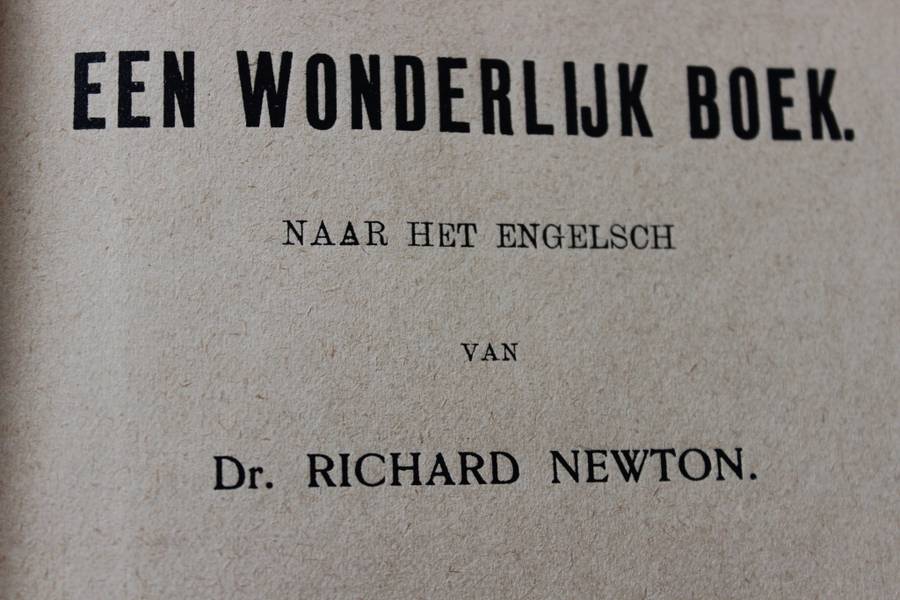 EEN WONDERLIJK BOEK.
NAAR HET ENGELSCH
VAN
Dr. RICHARD NEWTON.